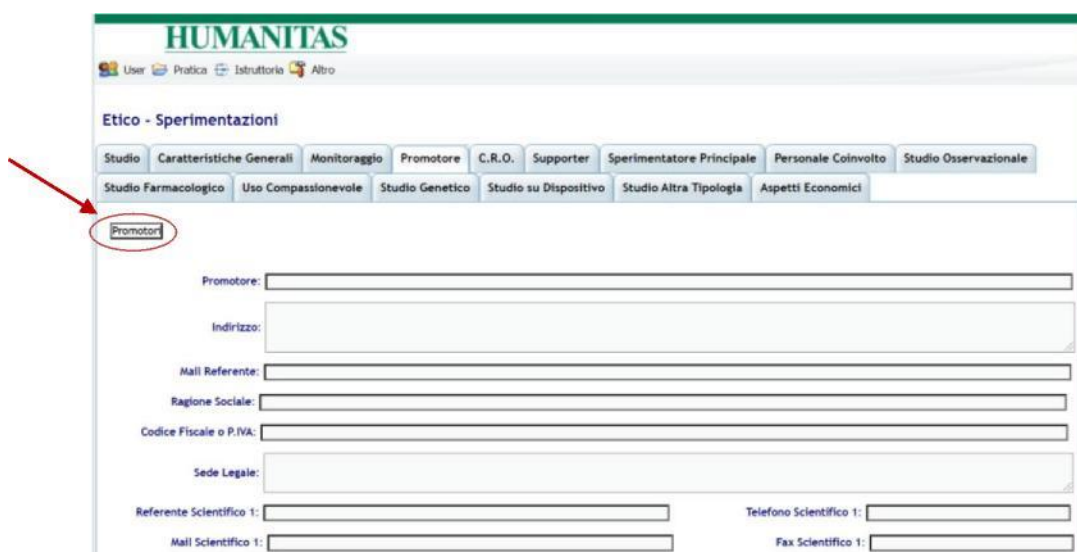 HUMANITAS
User Pratica Istruttoria Altro
Etico - Sperimentazioni
Studio Caratteristiche Generali Monitoraggio Promotore C.R.O. Supporter Sperimentatore Principale Personale Coinvolto Studio Osservazionale
Studio Farmacologico Uso Compassionevole Studio Genetico Studio su Dispositivo Studio Altra Tipologia Aspetti Economici
Promotori
Promotore:
Indirizzo:
Mail Referente:
Ragione Sociale:
Codice Fiscale o P.IVA:
Sede Legale:
Referente Scientifico 1: Telefono Scientifico 1:
Mail Scientifico 1: Fax Scientifico 1: